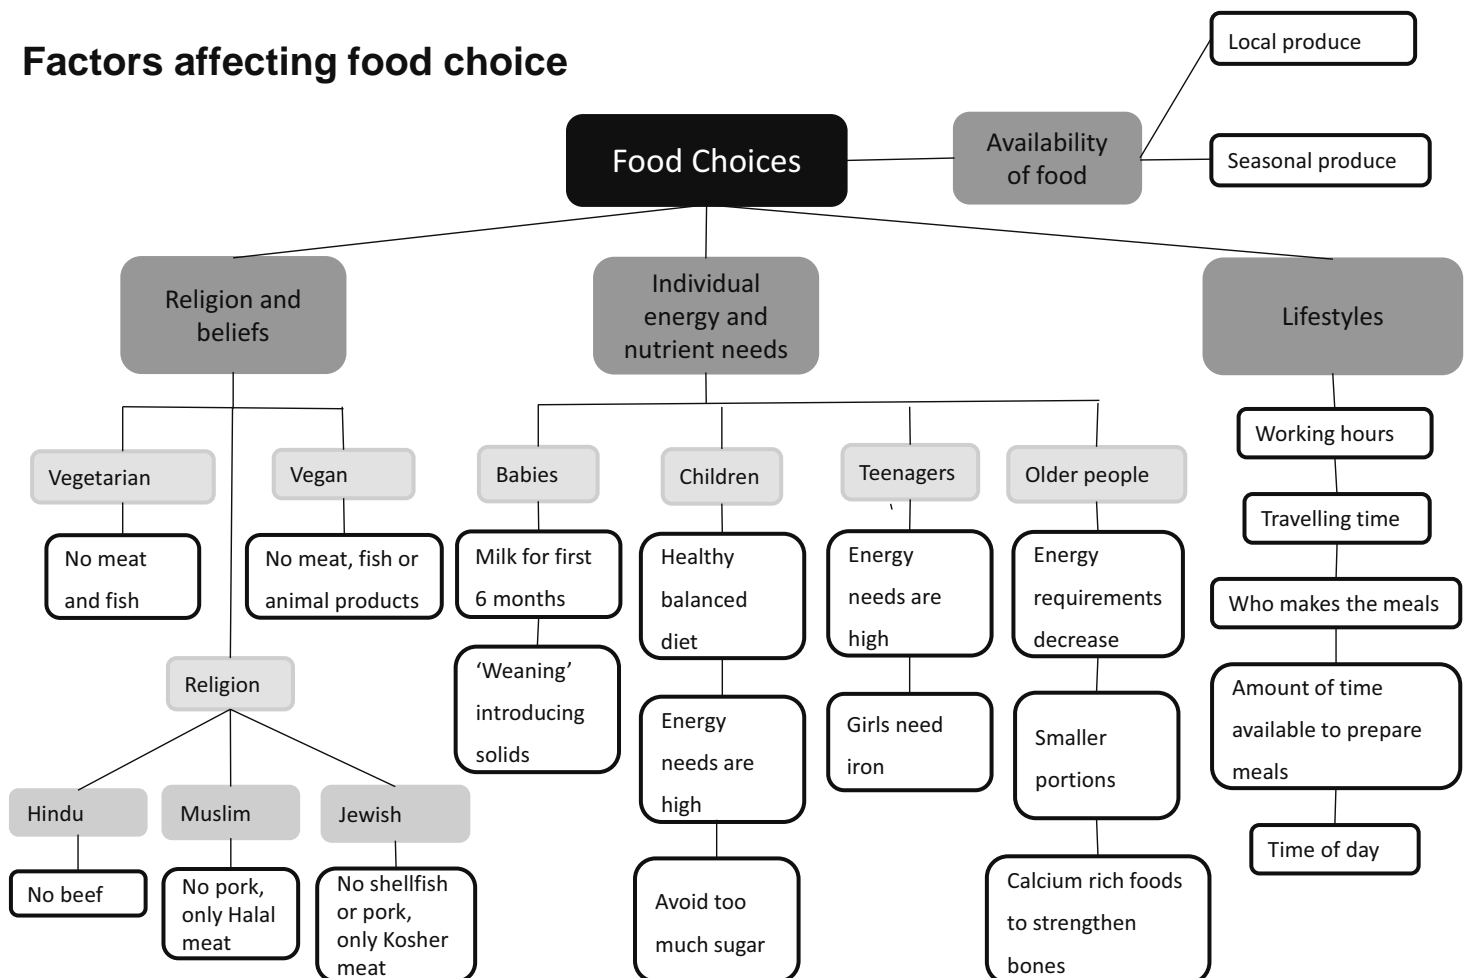 Factors affecting food choice
Local produce
Food Choices
Availability
of food
Seasonal produce
Religion and
beliefs
Individual
energy and
nutrient needs
Lifestyles
Vegetarian
Vegan
Babies
Children
Teenagers
Older people
Working hours
Travelling time
Who makes the meals
Amount of time
available to prepare
meals
Time of day
No meat
and fish
No meat, fish or
animal products
Milk for first
6 months
‘Weaning’
introducing
solids
Healthy
balanced
diet
Energy
needs are
high
Avoid too
much sugar
Energy
needs are
high
Girls need
iron
Energy
requirements
decrease
Smaller
portions
Calcium rich foods
to strengthen
bones
Religion
Hindu
Muslim
Jewish
No beef
No pork,
only Halal
meat
No shellfish
or pork,
only Kosher
meat